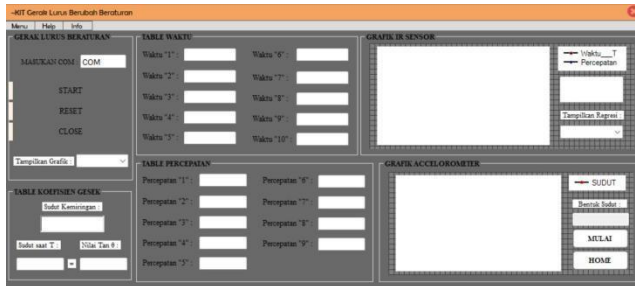 -KIT Gerak Lurus Berubah Beraturan
Menu Help Info
GERAK LURUS BERATURAN
MASUKAN COM : COM
START
RESET
CLOSE
Tampilkan Grafik :
TABLE KOEFISIEN GESEK
Sudut Kemiringan :
Sudut saat T :
Nilai Tan θ :
TABLE WAKTU
Waktu "1" :
Waktu "2" :
Waktu "3" :
Waktu "4" :
Waktu "5" :
Waktu "6" :
Waktu "7" :
Waktu "8" :
Waktu "9" :
Waktu "10" :
TABLE PERCEPATAN
Percepatan "1" :
Percepatan "2" :
Percepatan "3" :
Percepatan "4" :
Percepatan "5" :
Percepatan "6" :
Percepatan "7" :
Percepatan "8" :
Percepatan "9" :
GRAFIK IR SENSOR
Waktu___T
Percepatan
Tampilkan Regresi :
GRAFIK ACCELOROMETER
SUDUT
Bentuk Sudut :
MULAI
HOME